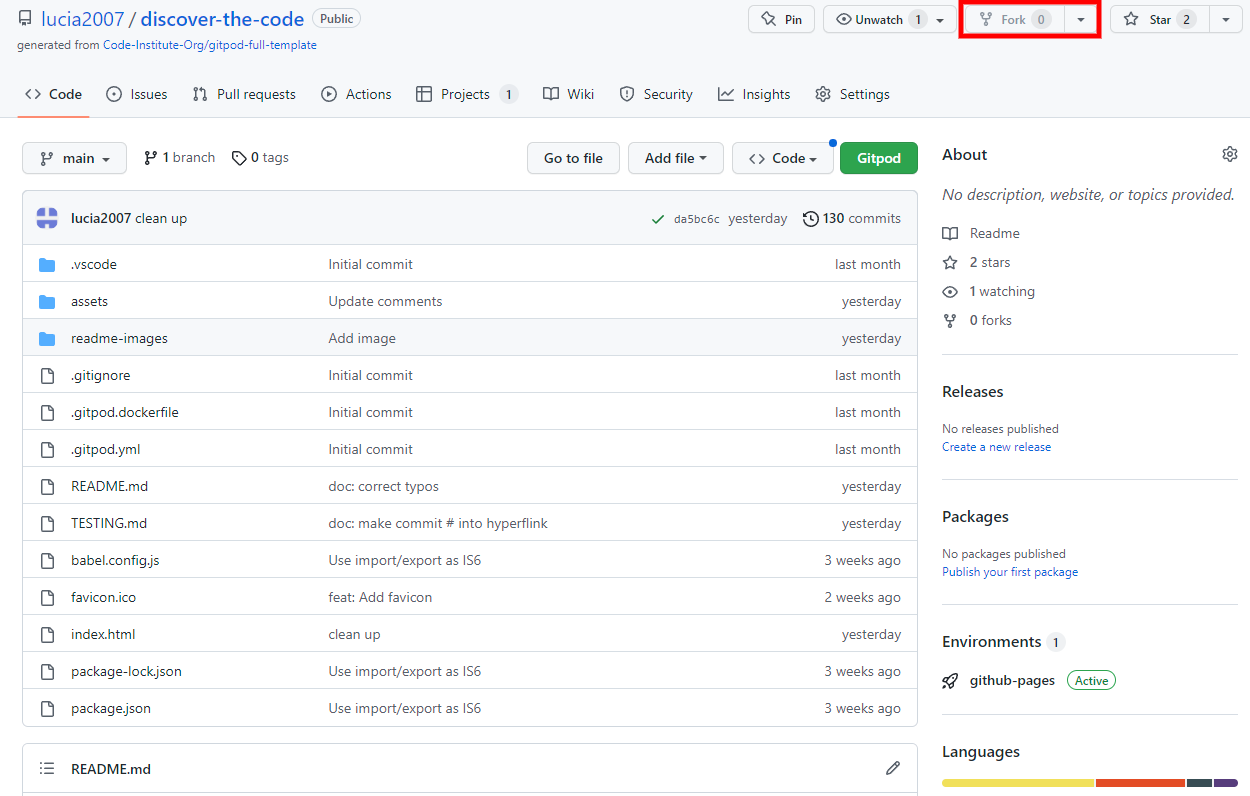 lucia2007 / discover-the-code Public Pin Unwatch 1 Fork 0 Star 2
generated from Code-Institute-Org/gitpod-full-template
Code Issues Pull requests Actions Projects 1 Wiki Security Insights Settings
main 1 branch 0 tags Go to file Add file Code Gitpod
lucia2007 clean up da5bc6c yesterday 130 commits
.vscode Initial commit last month
assets Update comments yesterday
readme-images Add image yesterday
.gitignore Initial commit last month
.gitpod.dockerfile Initial commit last month
.gitpod.yml Initial commit last month
README.md doc: correct typos yesterday
TESTING.md doc: make commit # into hyperflink yesterday
babel.config.js Use import/export as IS6 3 weeks ago
favicon.ico feat: Add favicon 2 weeks ago
index.html clean up yesterday
package-lock.json Use import/export as IS6 3 weeks ago
package.json Use import/export as IS6 3 weeks ago
README.md
About
No description, website, or topics provided.
Readme
2 stars
1 watching
0 forks
Releases
No releases published
Create a new release
Packages
No packages published
Publish your first package
Environments 1
github-pages Active
Languages